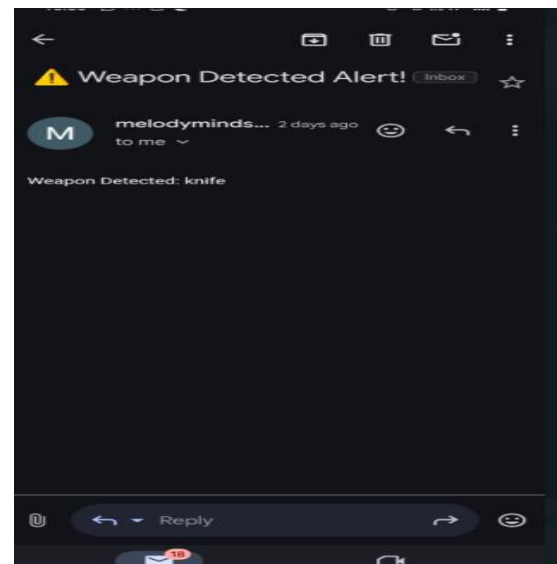 ⚠️ Weapon Detected Alert! Inbox
M
melodyminds... 2 days ago
to me
Weapon Detected: knife
Reply
18